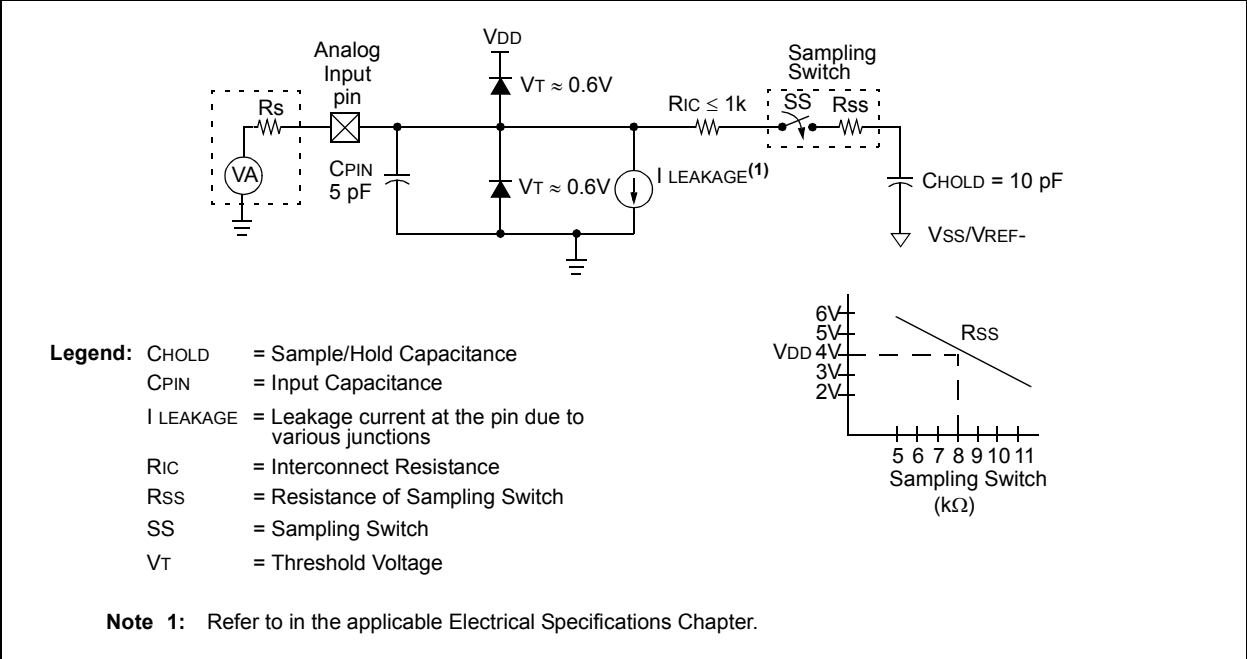 VDD
Analog
Input
pin
Sampling
Switch
VT ≈ 0.6V
Rs
RIC ≤ 1k
SS
Rss
VA
CPIN
5 pF
VT ≈ 0.6V
I LEAKAGE(1)
CHOLD = 10 pF
VSS/VREF-
6V
5V
VDD 4V
3V
2V
RSS
5 6 7 8 9 10 11
Sampling Switch
(kΩ)
Legend: CHOLD = Sample/Hold Capacitance
CPIN = Input Capacitance
I LEAKAGE = Leakage current at the pin due to
various junctions
RIC = Interconnect Resistance
RSS = Resistance of Sampling Switch
SS = Sampling Switch
VT = Threshold Voltage
Note 1: Refer to in the applicable Electrical Specifications Chapter.